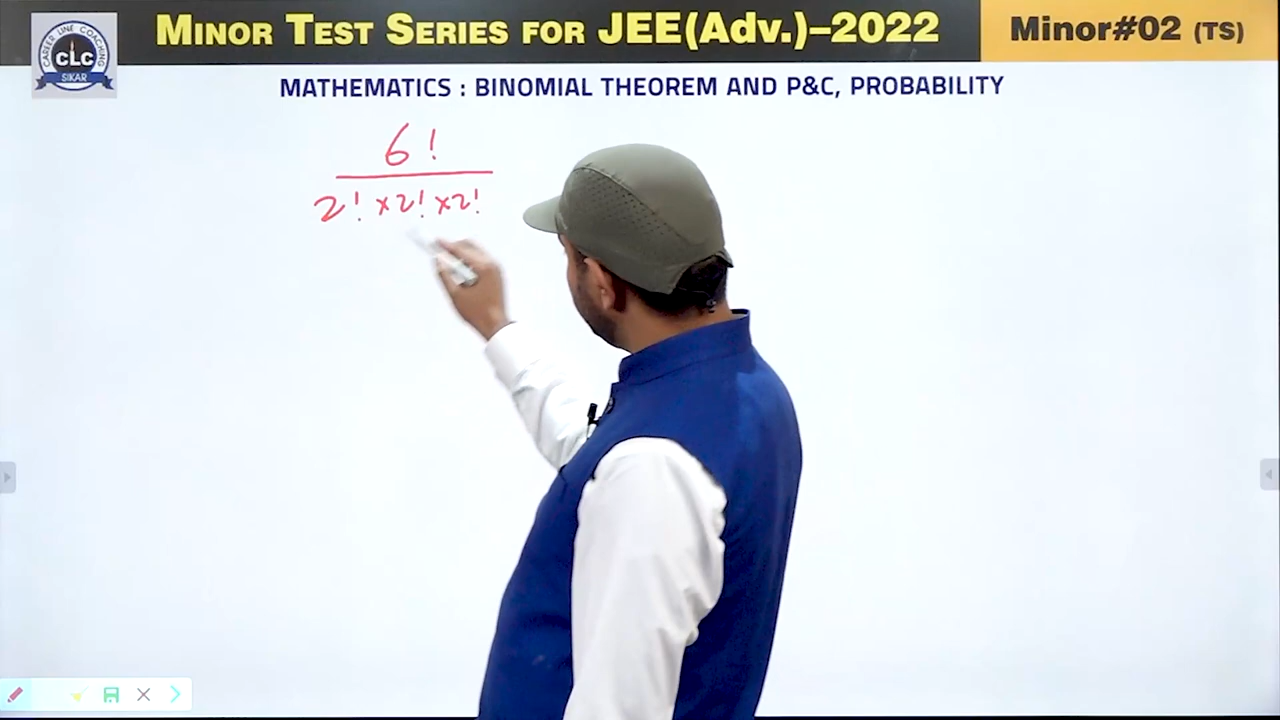 MINOR TEST SERIES FOR JEE(Adv.)–2022
Minor#02 (TS)
CAREER LINE COACHING
CLC
SIKAR
MATHEMATICS : BINOMIAL THEOREM AND P&C, PROBABILITY
6!
2! ×2! ×2!